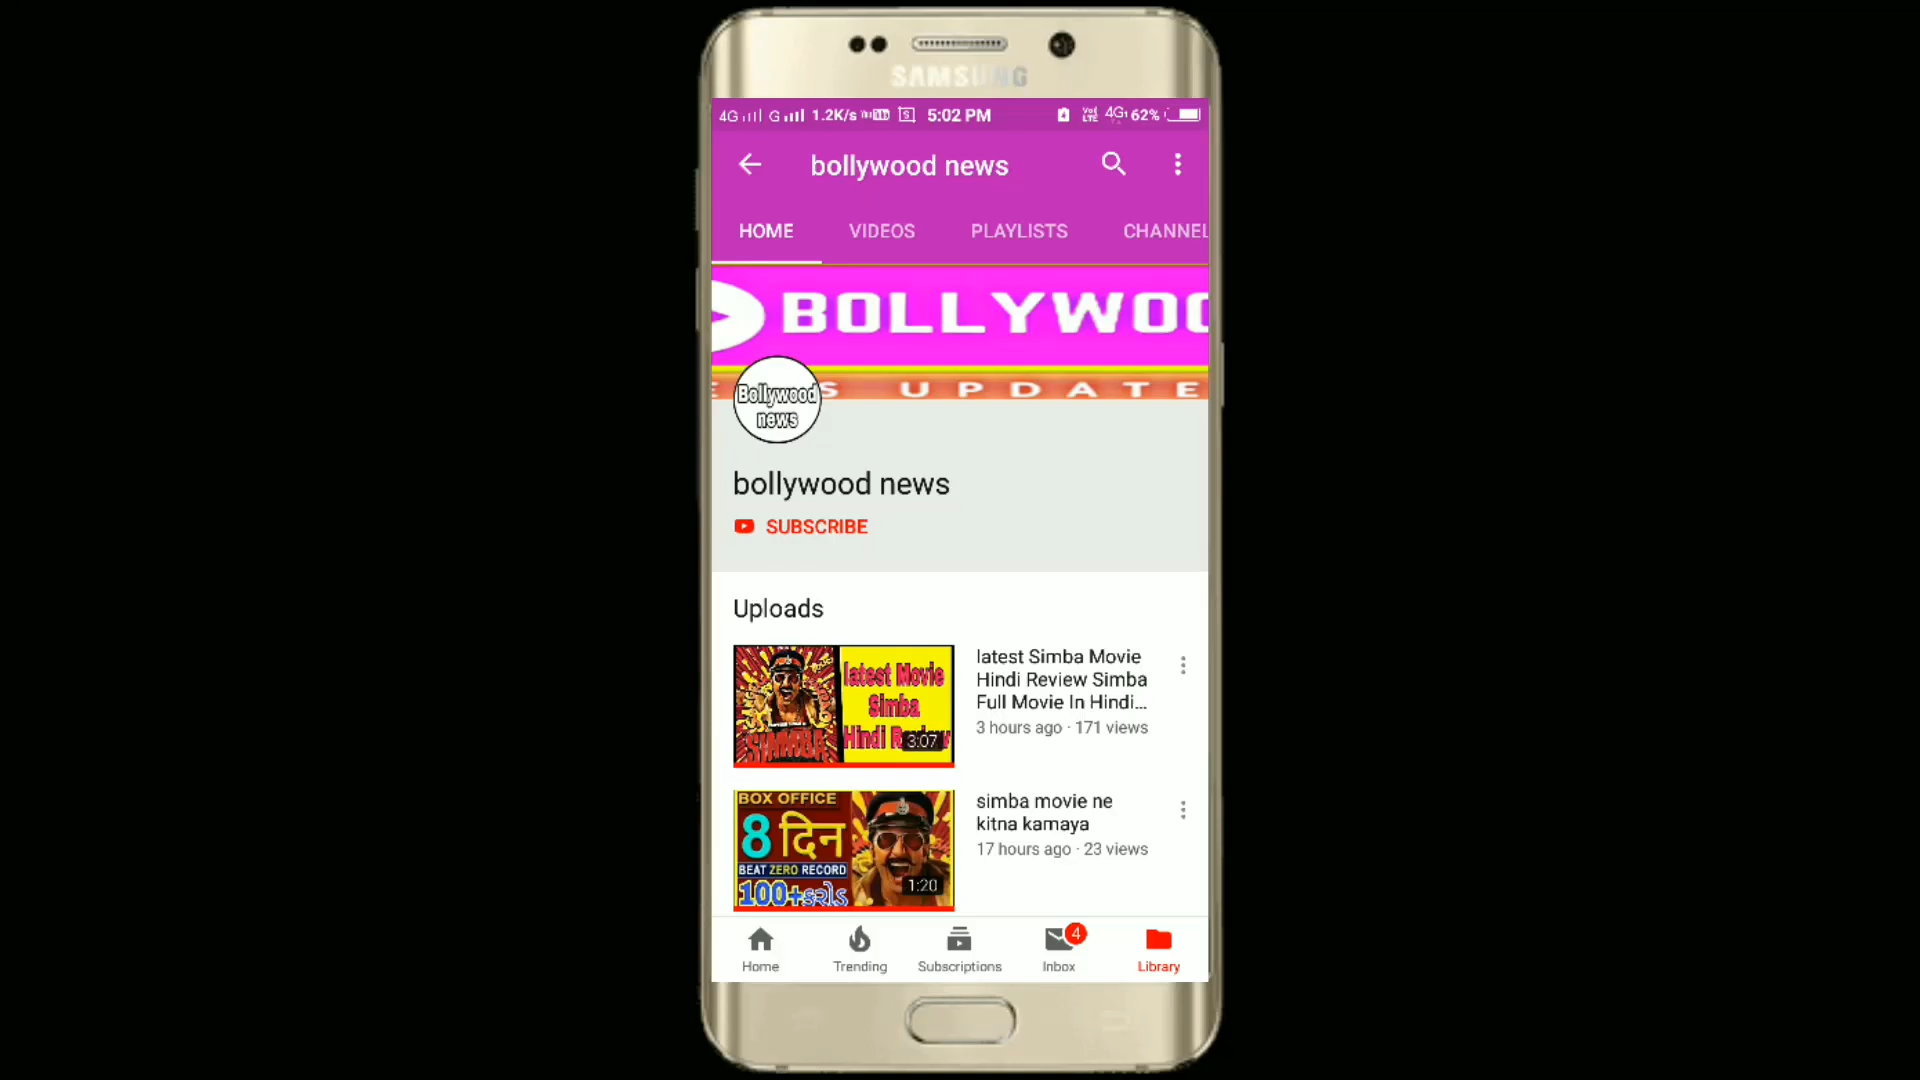 SAMSUNG
4G G 1.2K/s 5:02 PM VoLTE 4G 62%
bollywood news
HOME VIDEOS PLAYLISTS CHANNEL
BOLLYWOO
S UPDATE
Bollywood
news
bollywood news
SUBSCRIBE
Uploads
latest Movie
Simba
Hindi
3:07
latest Simba Movie
Hindi Review Simba
Full Movie In Hindi...
3 hours ago · 171 views
BOX OFFICE
8 दिन
BEAT ZERO RECORD
100+કરોડ
1:20
simba movie ne
kitna kamaya
17 hours ago · 23 views
4
Home Trending Subscriptions Inbox Library